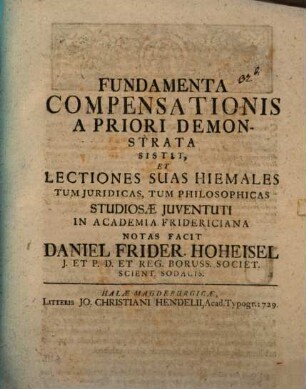 FUNDAMENTA
COMPENSATIONIS
A PRIORI DEMON-
STRATA
SISTIT,
ET
LECTIONES SUAS HIEMALES
TUM JURIDICAS, TUM PHILOSOPHICAS
STUDIOSÆ JUVENTUTI
IN ACADEMIA FRIDERICIANA
NOTAS FACIT
DANIEL FRIDER. HOHEISEL
J. ET P. D. ET REG. BORUSS. SOCIET.
SCIENT. SODALIS.
HALÆ MAGDEBURGICÆ,
LITTERIS JO. CHRISTIANI HENDELII, Acad. Typogr. 1729.